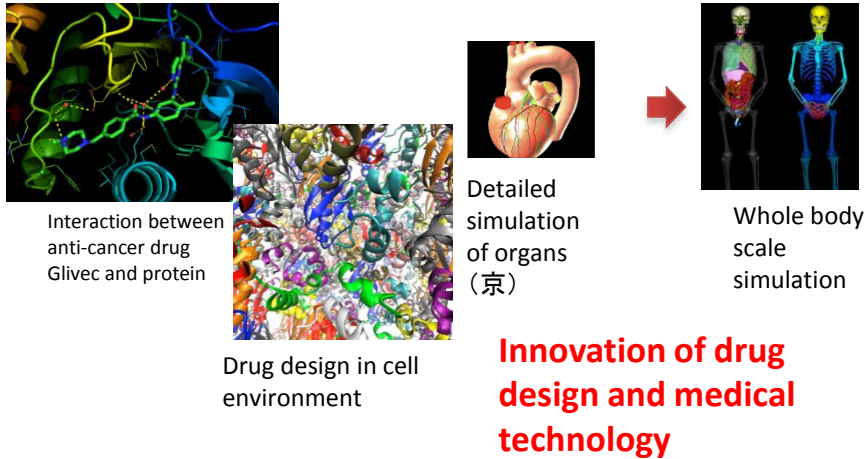 Interaction between
anti-cancer drug
Glivec and protein
Drug design in cell
environment
Detailed
simulation
of organs
（京）
Whole body
scale
simulation
Innovation of drug
design and medical
technology